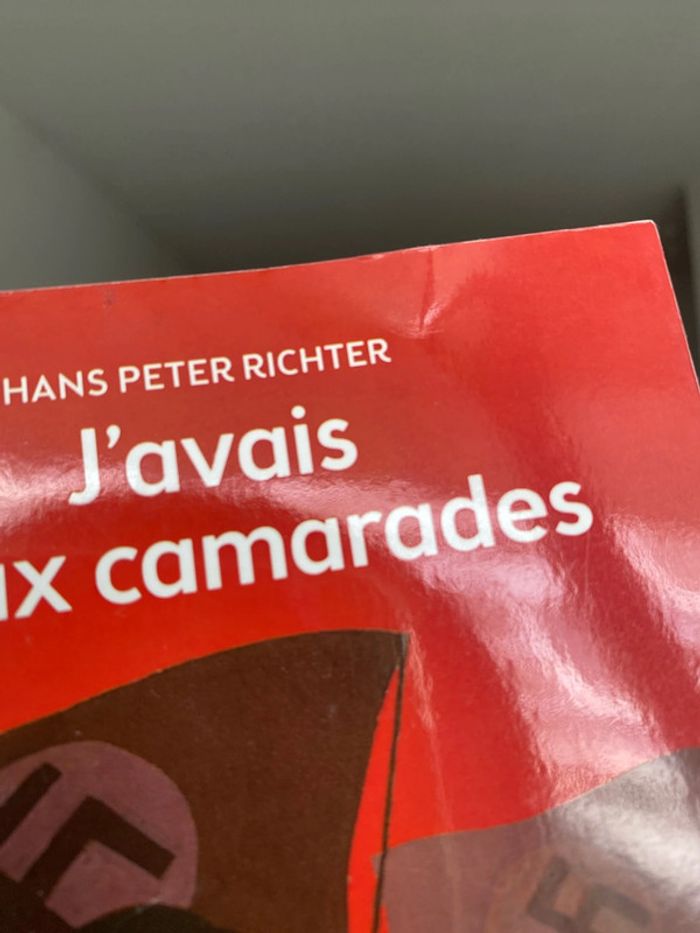 HANS PETER RICHTER
J'avais
ux camarades